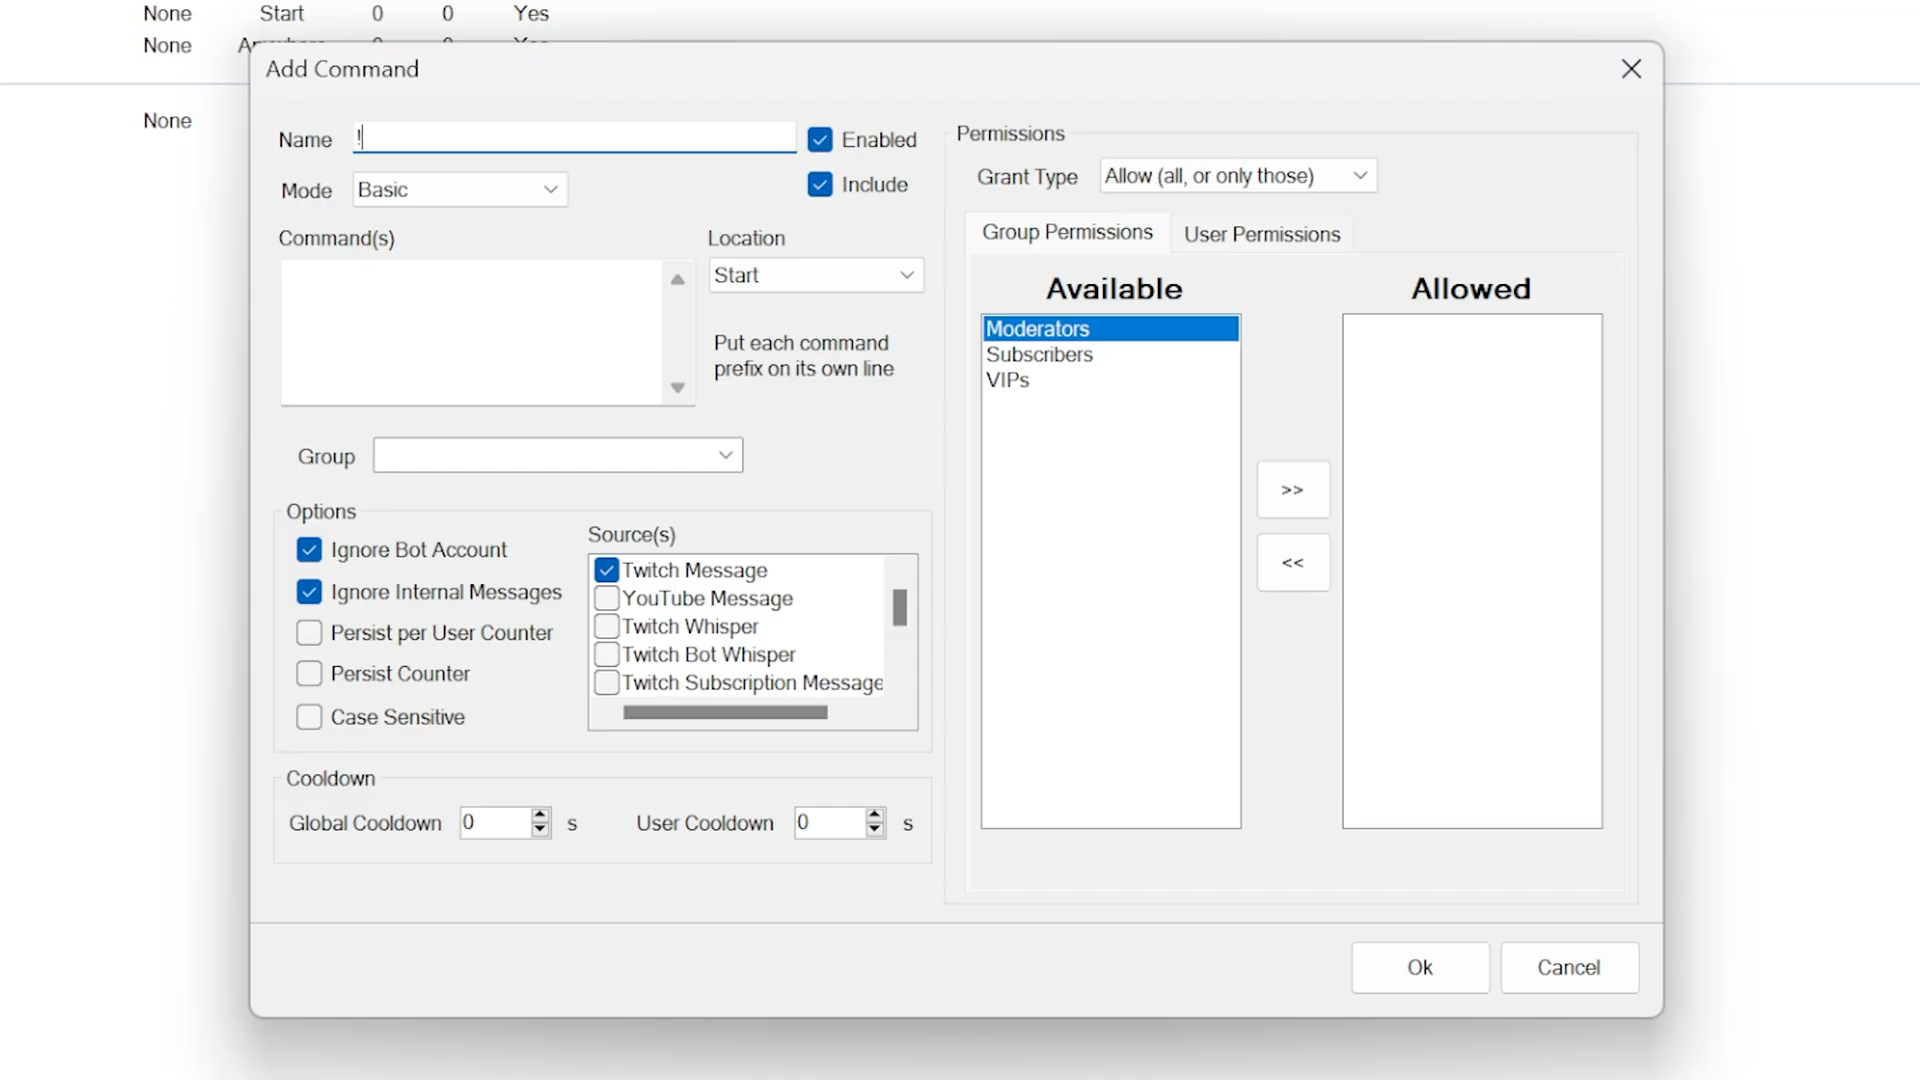 None Start 0 0 Yes
None Anywhere 0 0 Yes
None
Add Command
Name !
Enabled
Mode Basic
Include
Command(s)
Location
Start
Put each command
prefix on its own line
Group
Options
Ignore Bot Account
Ignore Internal Messages
Persist per User Counter
Persist Counter
Case Sensitive
Source(s)
Twitch Message
YouTube Message
Twitch Whisper
Twitch Bot Whisper
Twitch Subscription Message
Cooldown
Global Cooldown 0 s
User Cooldown 0 s
Permissions
Grant Type Allow (all, or only those)
Group Permissions User Permissions
Available
Moderators
Subscribers
VIPs
>>
<<
Allowed
Ok Cancel